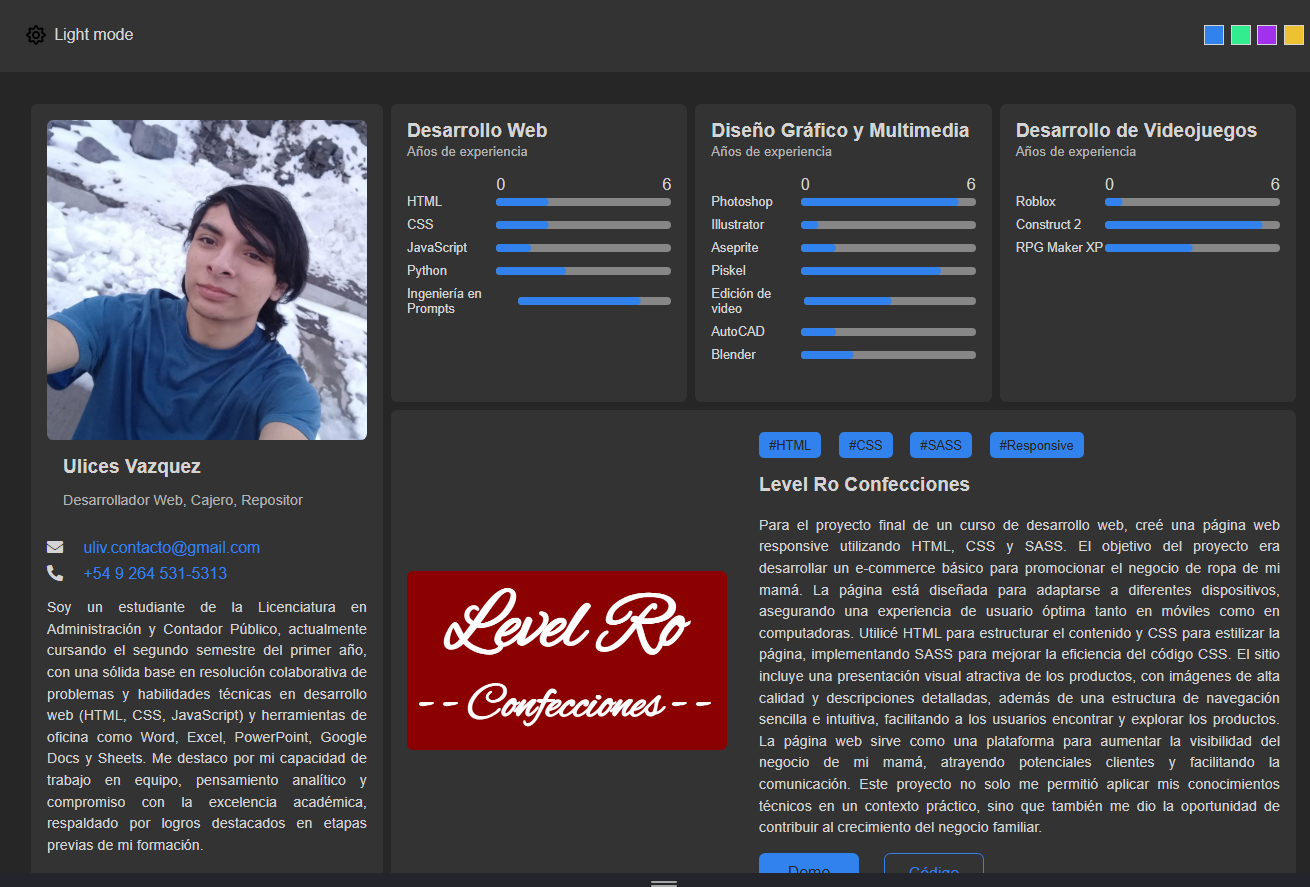 Light mode
Ulices Vazquez
Desarrollador Web, Cajero, Repositor
uliv.contacto@gmail.com
+54 9 264 531-5313
Soy un estudiante de la Licenciatura en
Administración y Contador Público, actualmente
cursando el segundo semestre del primer año,
con una sólida base en resolución colaborativa de
problemas y habilidades técnicas en desarrollo
web (HTML, CSS, JavaScript) y herramientas de
oficina como Word, Excel, PowerPoint, Google
Docs y Sheets. Me destaco por mi capacidad de
trabajo en equipo, pensamiento analítico y
compromiso con la excelencia académica,
respaldado por logros destacados en etapas
previas de mi formación.
Desarrollo Web
Años de experiencia
0 6
HTML
CSS
JavaScript
Python
Ingeniería en
Prompts
Diseño Gráfico y Multimedia
Años de experiencia
0 6
Photoshop
Illustrator
Aseprite
Piskel
Edición de
video
AutoCAD
Blender
Desarrollo de Videojuegos
Años de experiencia
0 6
Roblox
Construct 2
RPG Maker XP
Level Ro
-- Confecciones --
#HTML #CSS #SASS #Responsive
Level Ro Confecciones
Para el proyecto final de un curso de desarrollo web, creé una página web
responsive utilizando HTML, CSS y SASS. El objetivo del proyecto era
desarrollar un e-commerce básico para promocionar el negocio de ropa de mi
mamá. La página está diseñada para adaptarse a diferentes dispositivos,
asegurando una experiencia de usuario óptima tanto en móviles como en
computadoras. Utilicé HTML para estructurar el contenido y CSS para estilizar la
página, implementando SASS para mejorar la eficiencia del código CSS. El sitio
incluye una presentación visual atractiva de los productos, con imágenes de alta
calidad y descripciones detalladas, además de una estructura de navegación
sencilla e intuitiva, facilitando a los usuarios encontrar y explorar los productos.
La página web sirve como una plataforma para aumentar la visibilidad del
negocio de mi mamá, atrayendo potenciales clientes y facilitando la
comunicación. Este proyecto no solo me permitió aplicar mis conocimientos
técnicos en un contexto práctico, sino que también me dio la oportunidad de
contribuir al crecimiento del negocio familiar.
Demo Código